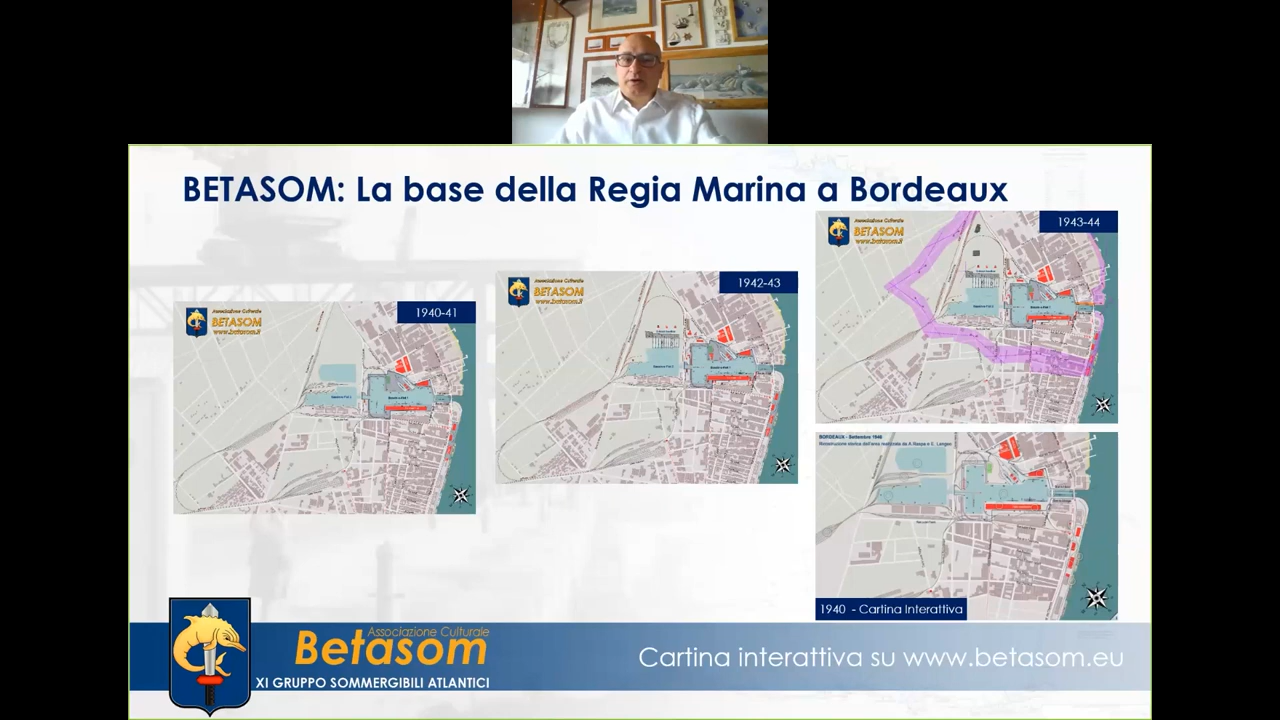 BETASOM: La base della Regia Marina a Bordeaux
Associazione Culturale
BETASOM
www.betasom.it
1940-41
Associazione Culturale
BETASOM
www.betasom.it
1942-43
Associazione Culturale
BETASOM
www.betasom.it
1943-44
BORDEAUX - Settembre 1940
1940 - Cartina Interattiva
Associazione Culturale
Betasom
XI GRUPPO SOMMERGIBILI ATLANTICI
Cartina interattiva su www.betasom.eu